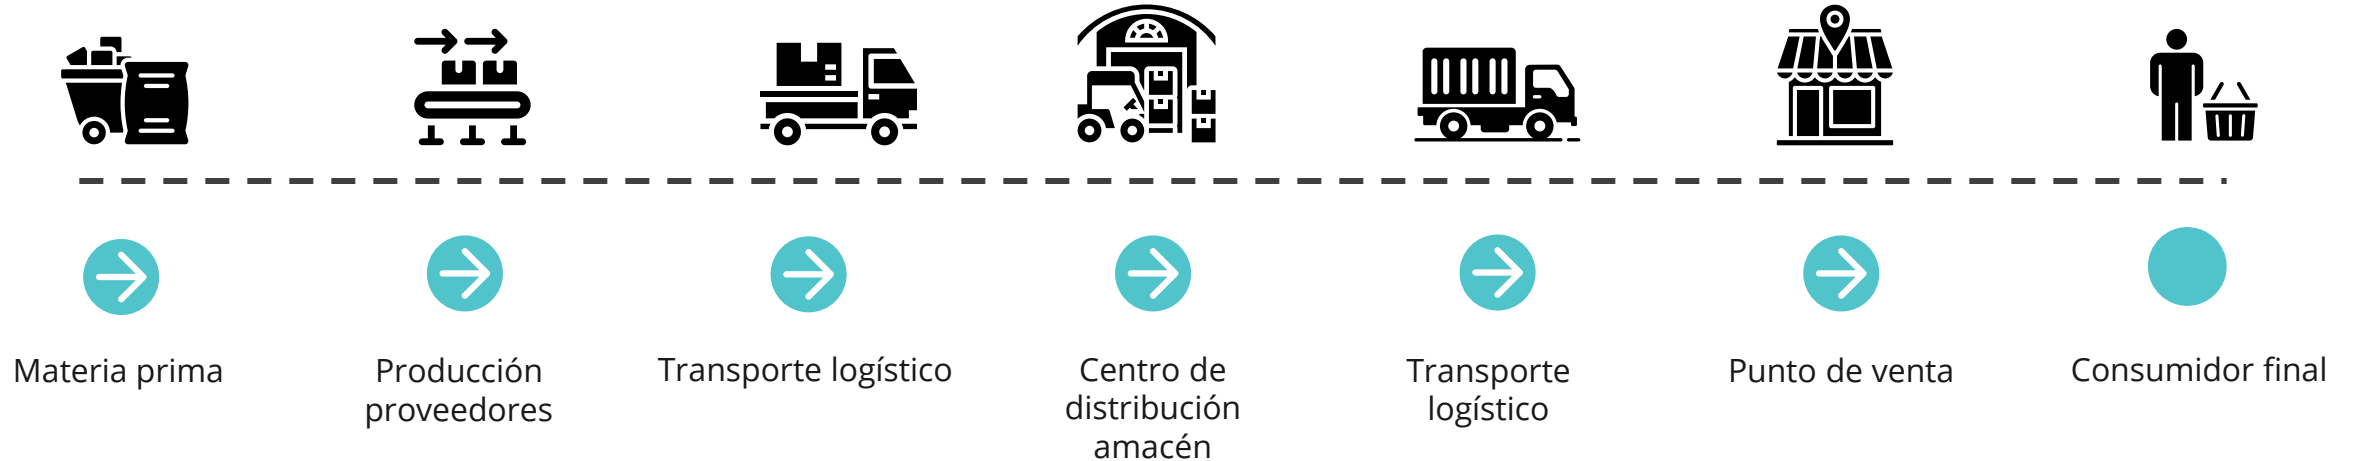 Materia prima
Producción
proveedores
Transporte logístico
Centro de
distribución
amacén
Transporte
logístico
Punto de venta
Consumidor final